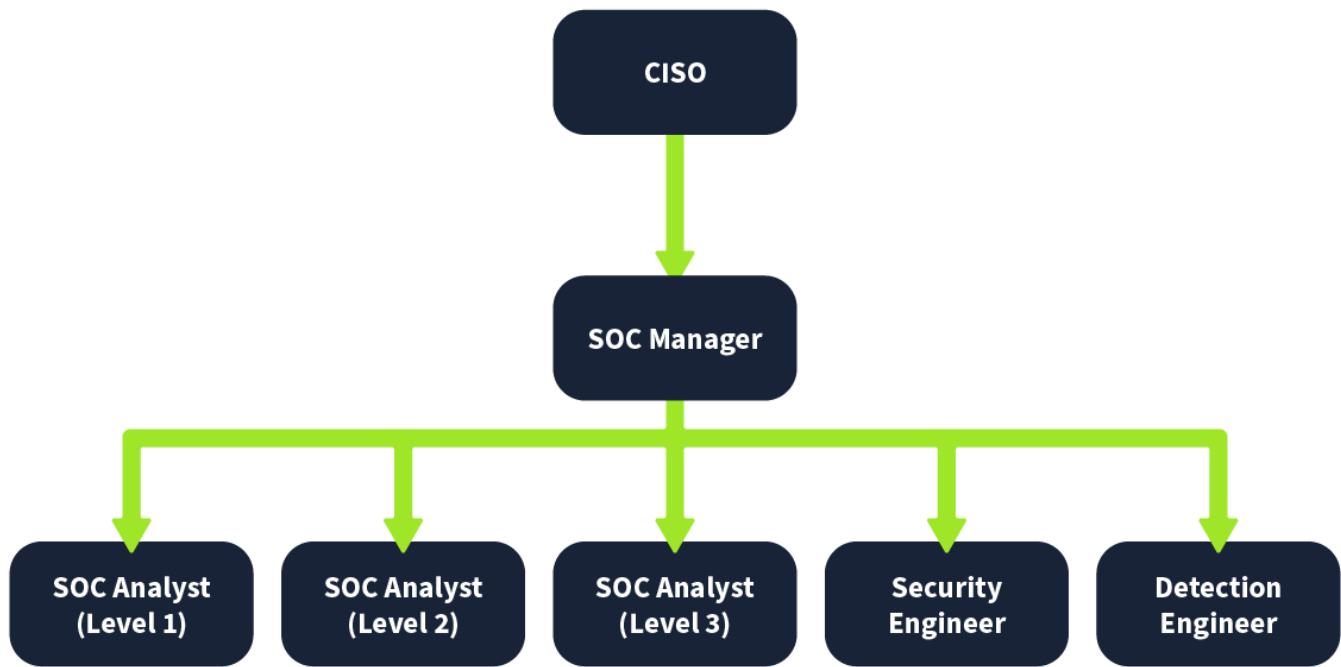 CISO
SOC Manager
SOC Analyst
(Level 1)
SOC Analyst
(Level 2)
SOC Analyst
(Level 3)
Security
Engineer
Detection
Engineer